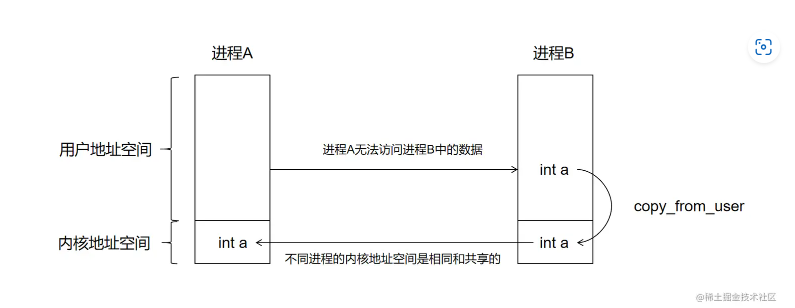 进程A
进程B
用户地址空间
进程A无法访问进程B中的数据
int a
copy_from_user
内核地址空间
int a
int a
不同进程的内核地址空间是相同和共享的
@稀土掘金技术社区